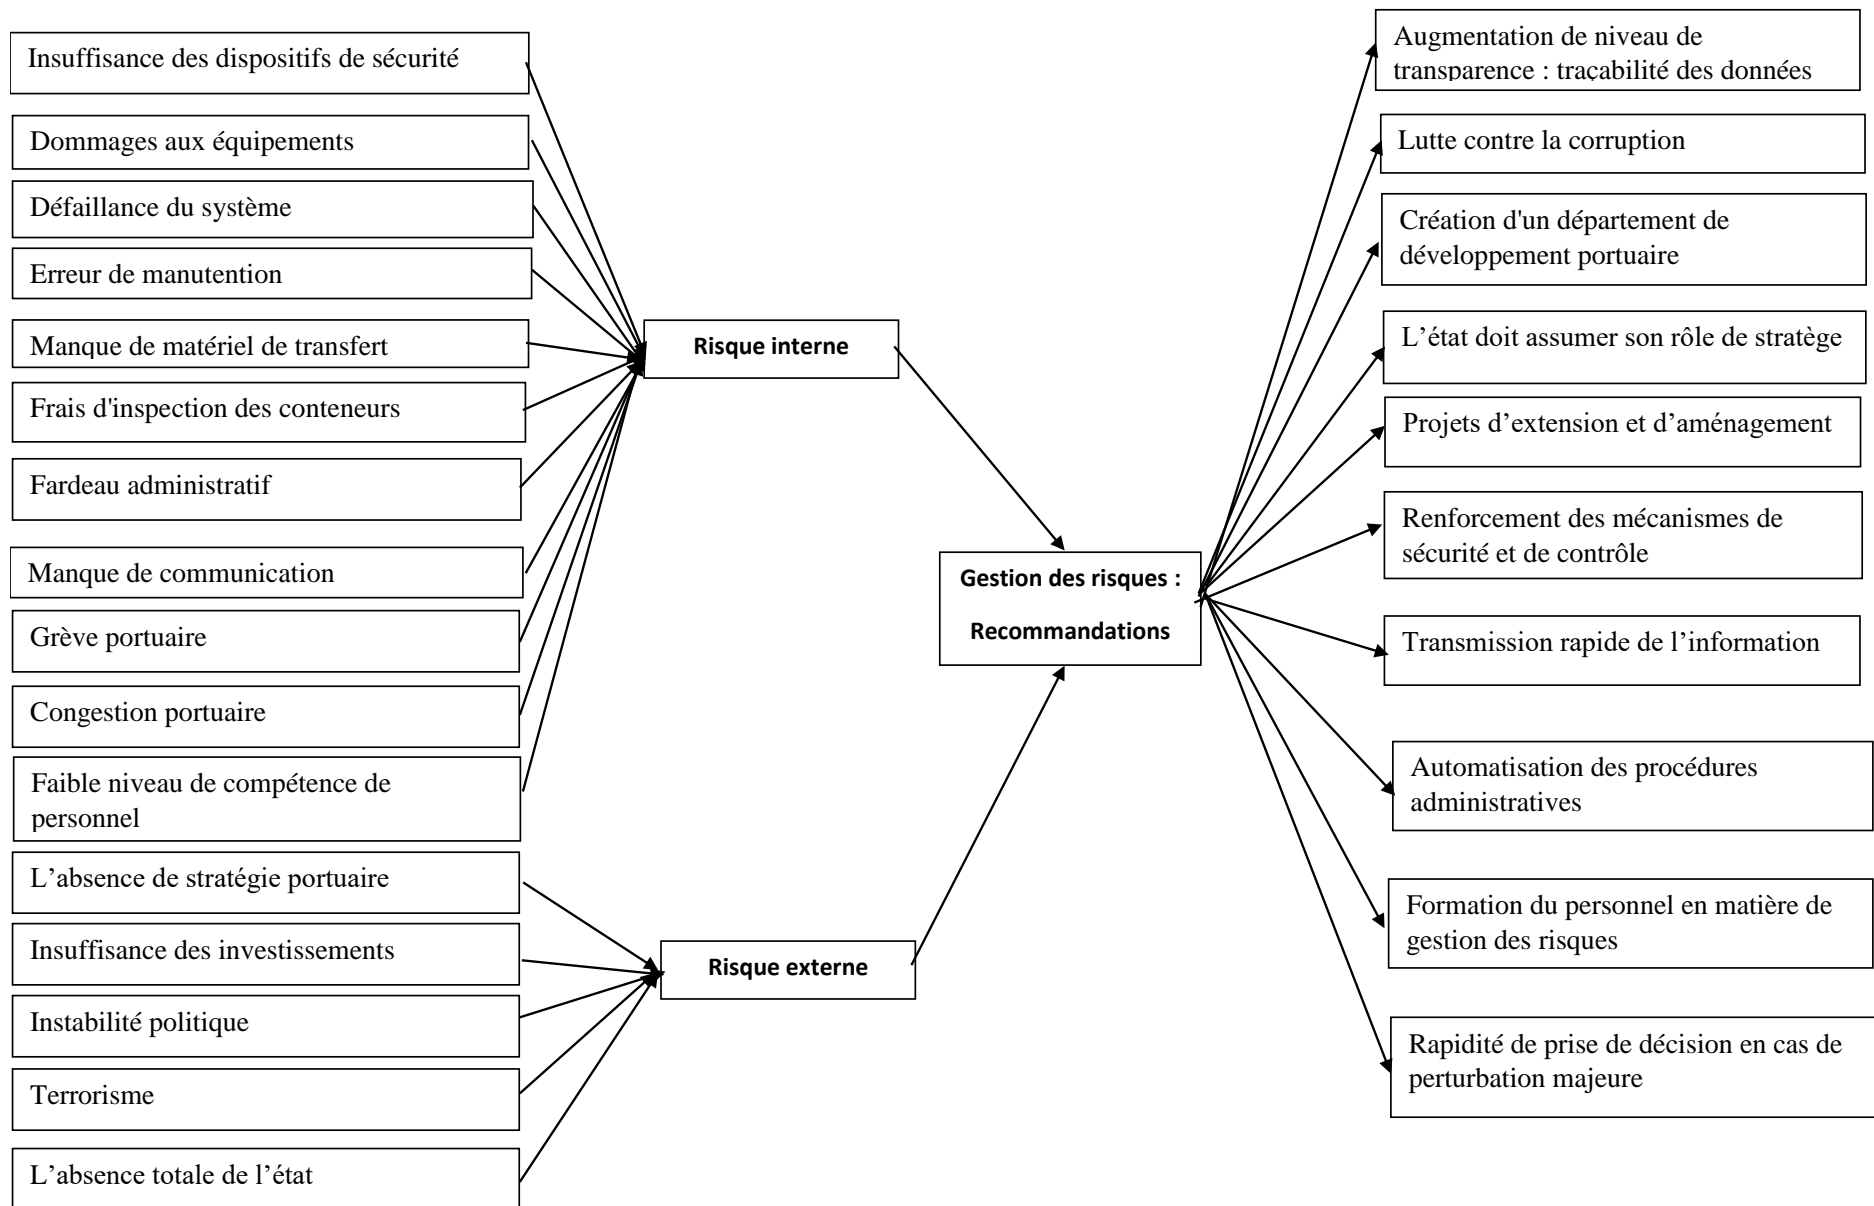 Insuffisance des dispositifs de sécurité
Dommages aux équipements
Défaillance du système
Erreur de manutention
Manque de matériel de transfert
Frais d'inspection des conteneurs
Fardeau administratif
Manque de communication
Grève portuaire
Congestion portuaire
Faible niveau de compétence de
personnel
L’absence de stratégie portuaire
Insuffisance des investissements
Instabilité politique
Terrorisme
L’absence totale de l’état
Risque interne
Risque externe
Gestion des risques :
Recommandations
Augmentation de niveau de
transparence : traçabilité des données
Lutte contre la corruption
Création d'un département de
développement portuaire
L’état doit assumer son rôle de stratège
Projets d’extension et d’aménagement
Renforcement des mécanismes de
sécurité et de contrôle
Transmission rapide de l’information
Automatisation des procédures
administratives
Formation du personnel en matière de
gestion des risques
Rapidité de prise de décision en cas de
perturbation majeure